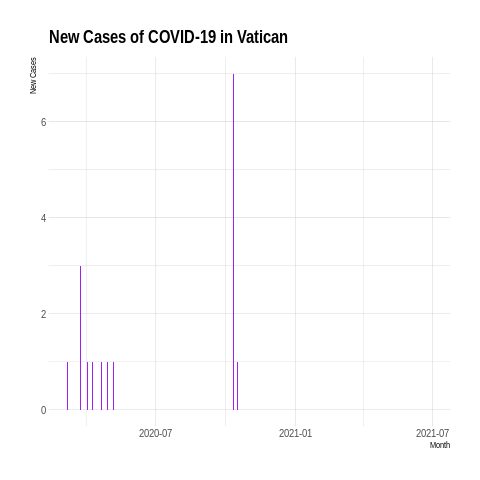 New Cases of COVID-19 in Vatican
New Cases
6
4
2
0
2020-07
2021-01
2021-07
Month